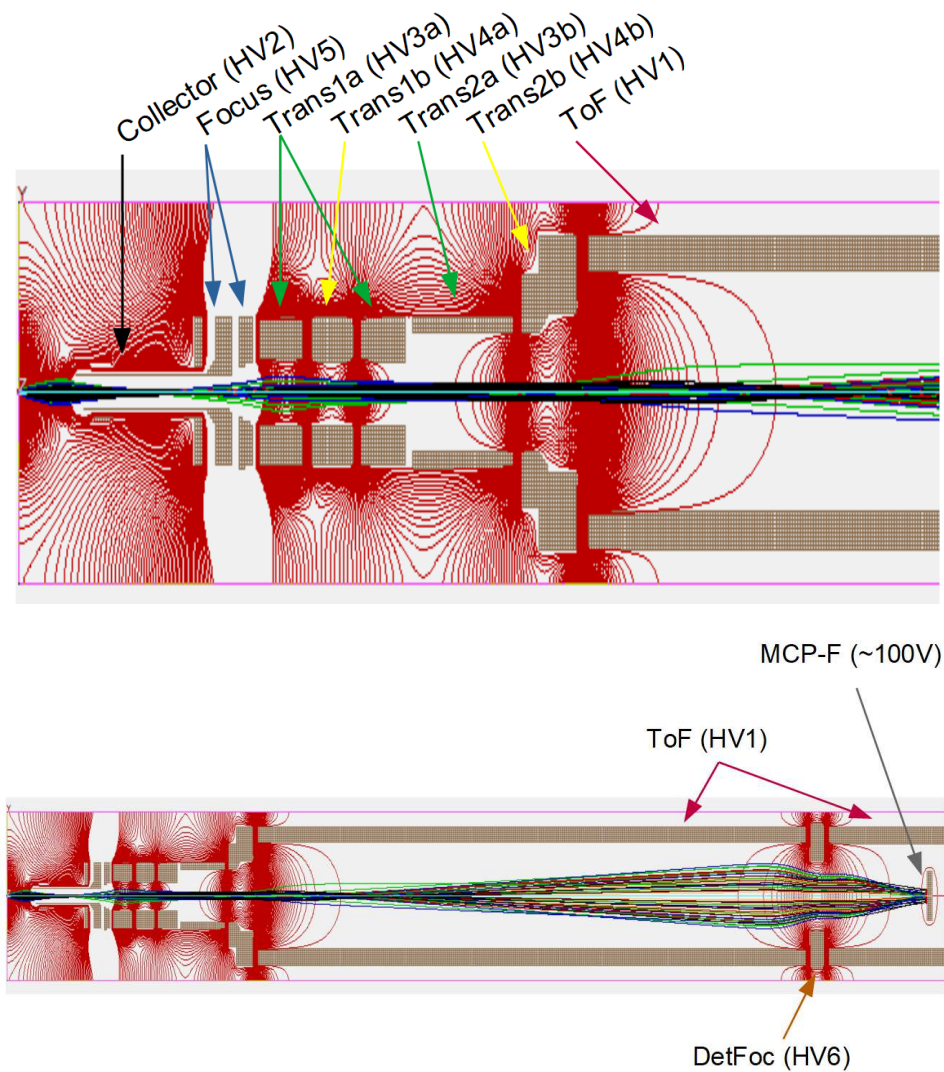 Collector (HV2)
Focus (HV5)
Trans1a (HV3a)
Trans1b (HV4a)
Trans2a (HV3b)
Trans2b (HV4b)
ToF (HV1)
Y
Z
MCP-F (~100V)
ToF (HV1)
Y
DetFoc (HV6)